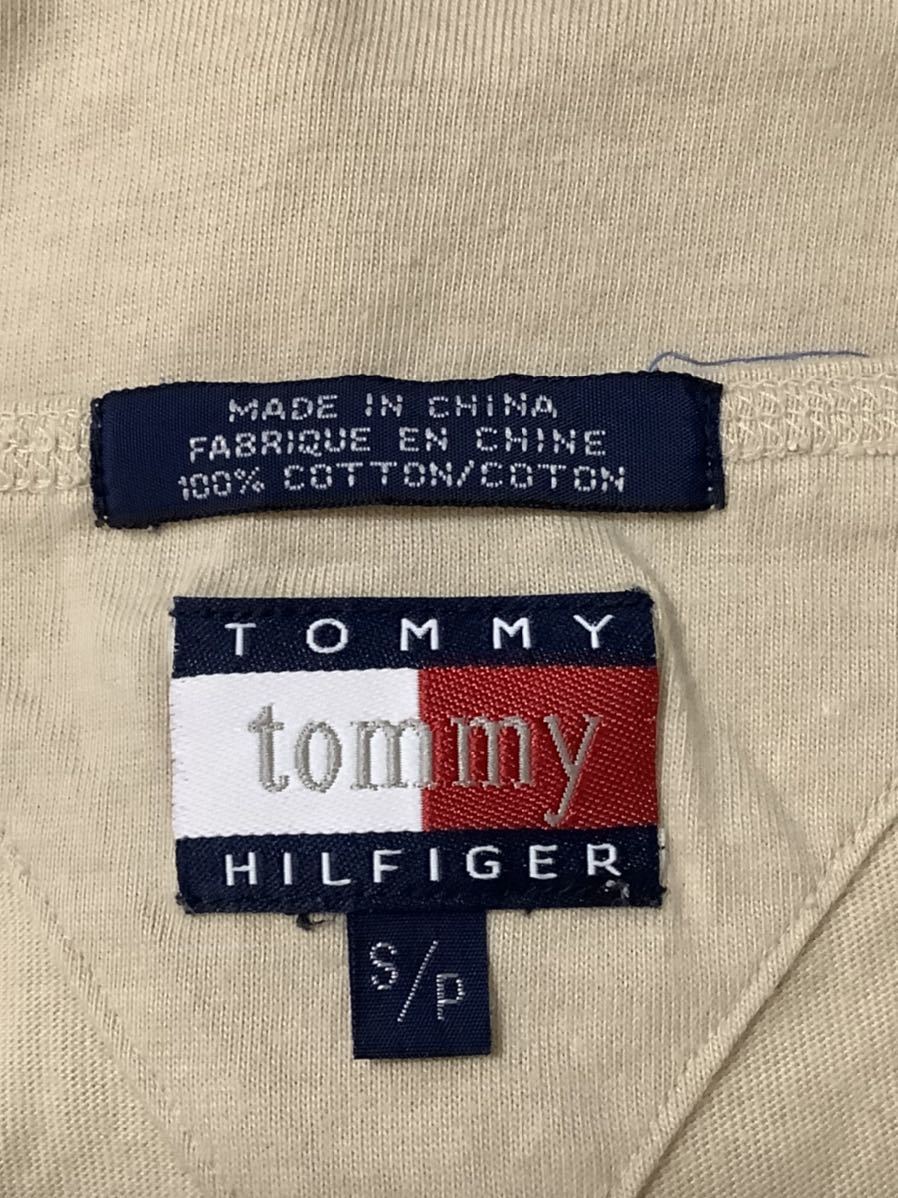 MADE IN CHINA
FABRIQUE EN CHINE
100% COTTON/COTON
TOMMY
tommy
HILFIGER
S/P